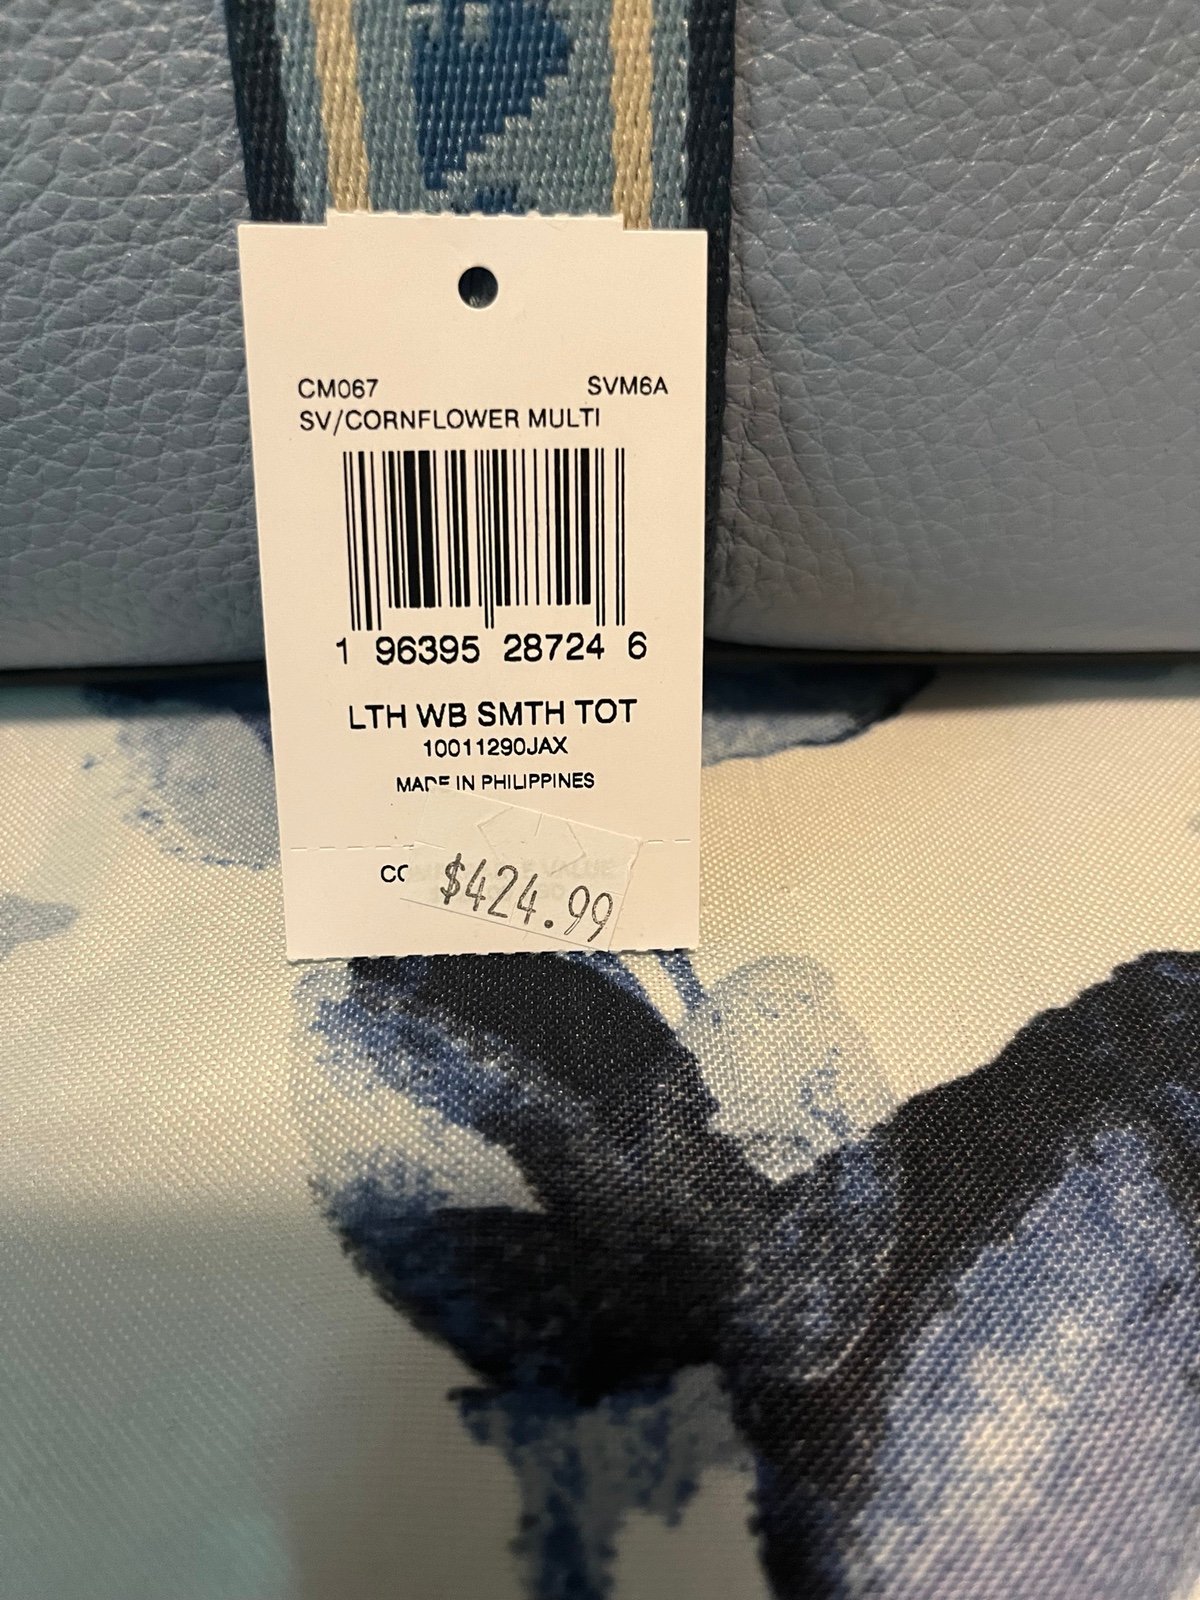 CM067 SVM6A
SV/CORNFLOWER MULTI
1 96395 28724 6
LTH WB SMTH TOT
10011290JAX
MADE IN PHILIPPINES
$424.99